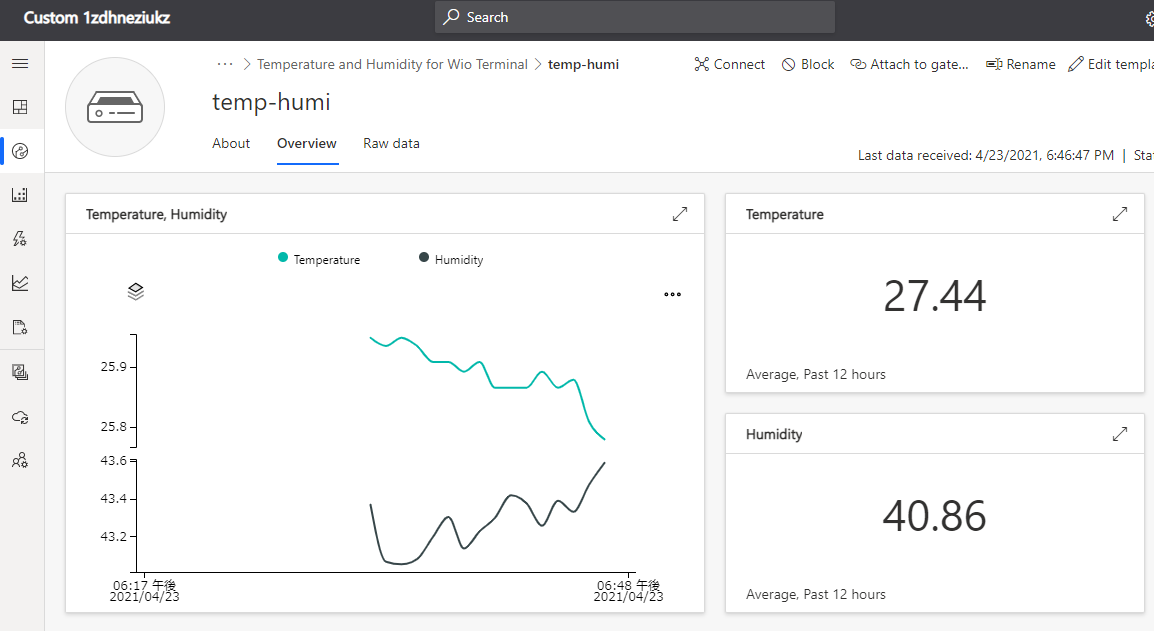 Custom 1zdhneziukz
Search
··· > Temperature and Humidity for Wio Terminal > temp-humi
Connect
Block
Attach to gate...
Rename
Edit templa
temp-humi
About
Overview
Raw data
Last data received: 4/23/2021, 6:46:47 PM | Stat
Temperature, Humidity
Temperature
Humidity
25.9
25.8
43.6
43.4
43.2
06:17 午後
2021/04/23
06:48 午後
2021/04/23
Temperature
27.44
Average, Past 12 hours
Humidity
40.86
Average, Past 12 hours